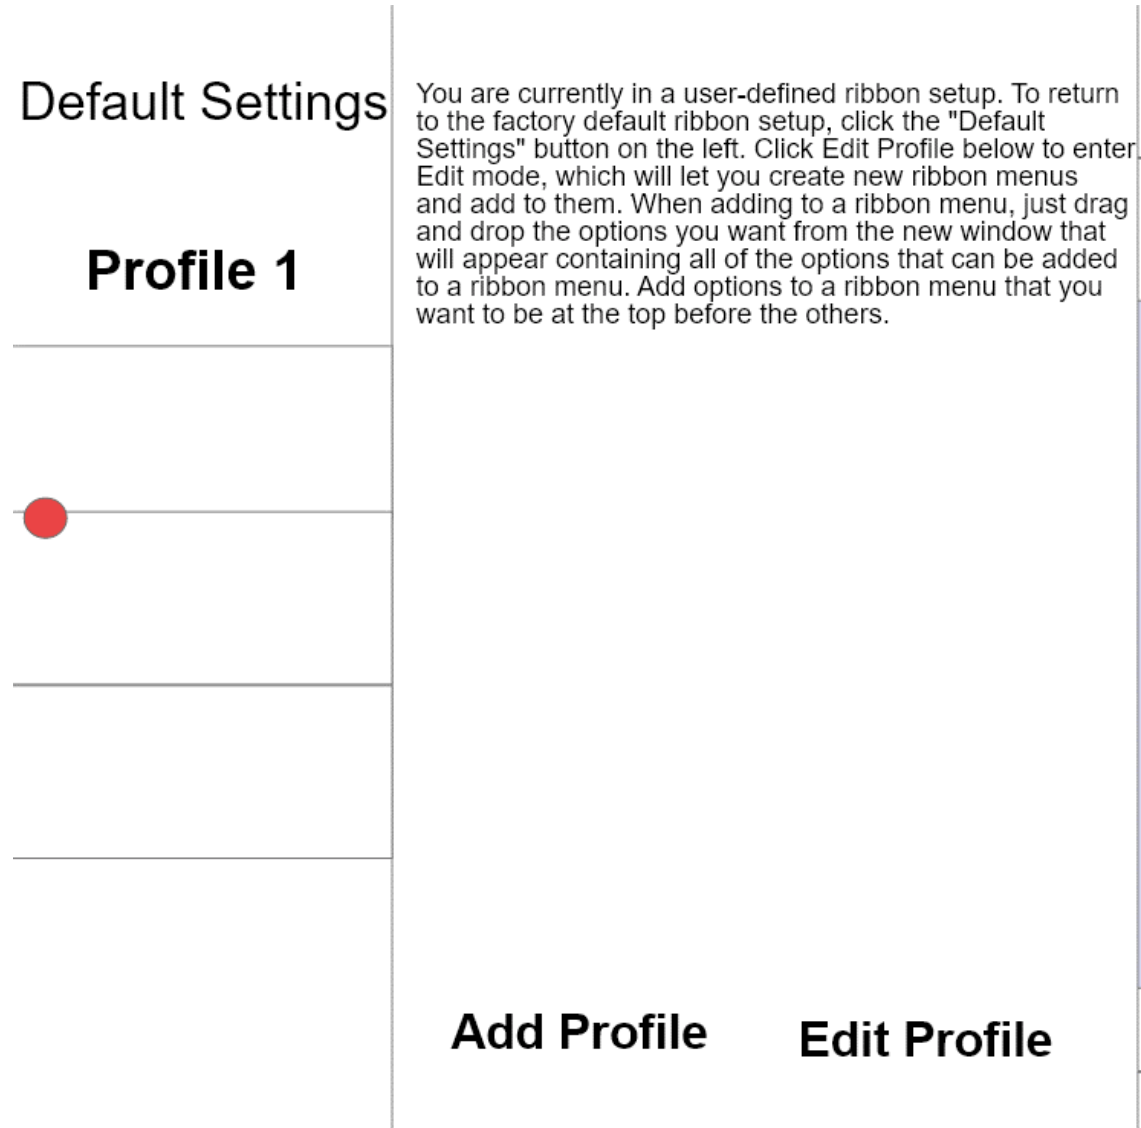 Default Settings
Profile 1
You are currently in a user-defined ribbon setup. To return
to the factory default ribbon setup, click the "Default
Settings" button on the left. Click Edit Profile below to enter
Edit mode, which will let you create new ribbon menus
and add to them. When adding to a ribbon menu, just drag
and drop the options you want from the new window that
will appear containing all of the options that can be added
to a ribbon menu. Add options to a ribbon menu that you
want to be at the top before the others.
Add Profile
Edit Profile